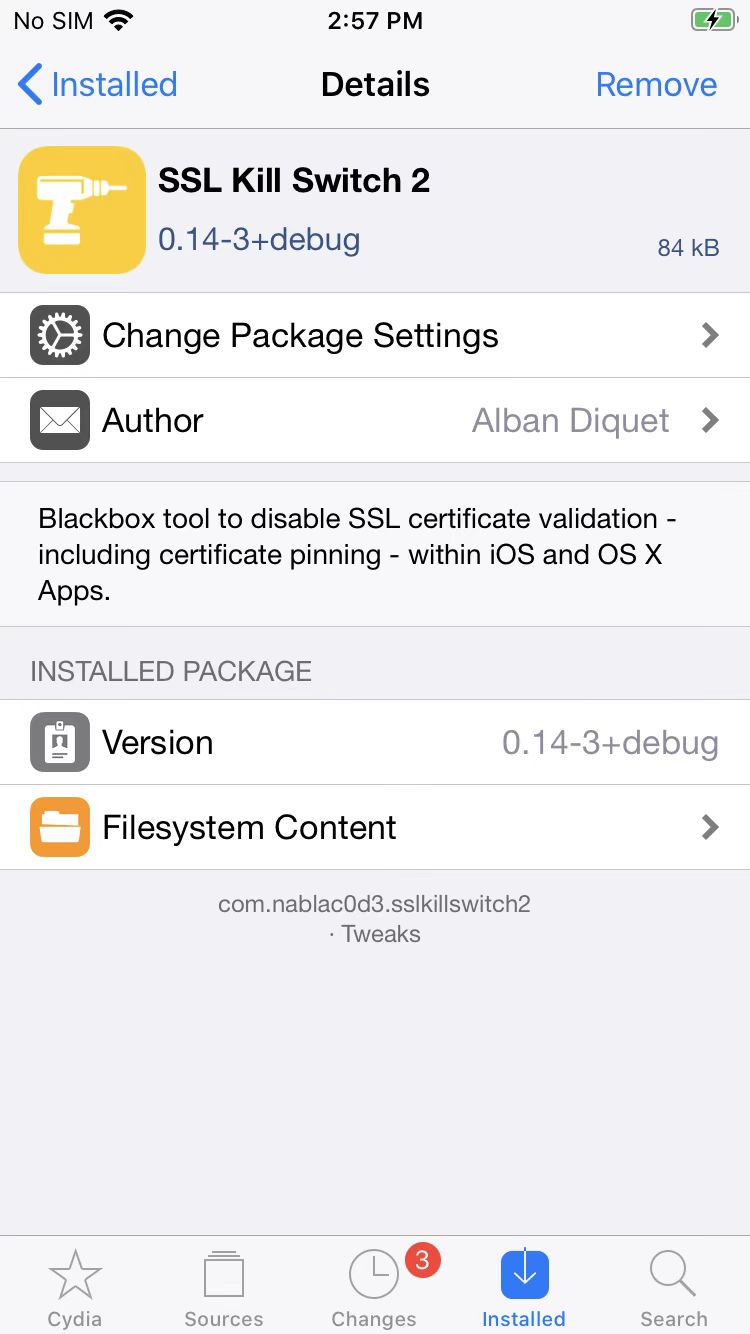 No SIM 2:57 PM
Installed Details Remove
SSL Kill Switch 2
0.14-3+debug 84 kB
Change Package Settings
Author Alban Diquet
Blackbox tool to disable SSL certificate validation -
including certificate pinning - within iOS and OS X
Apps.
INSTALLED PACKAGE
Version 0.14-3+debug
Filesystem Content
com.nablac0d3.sslkillswitch2
· Tweaks
3
Cydia Sources Changes Installed Search